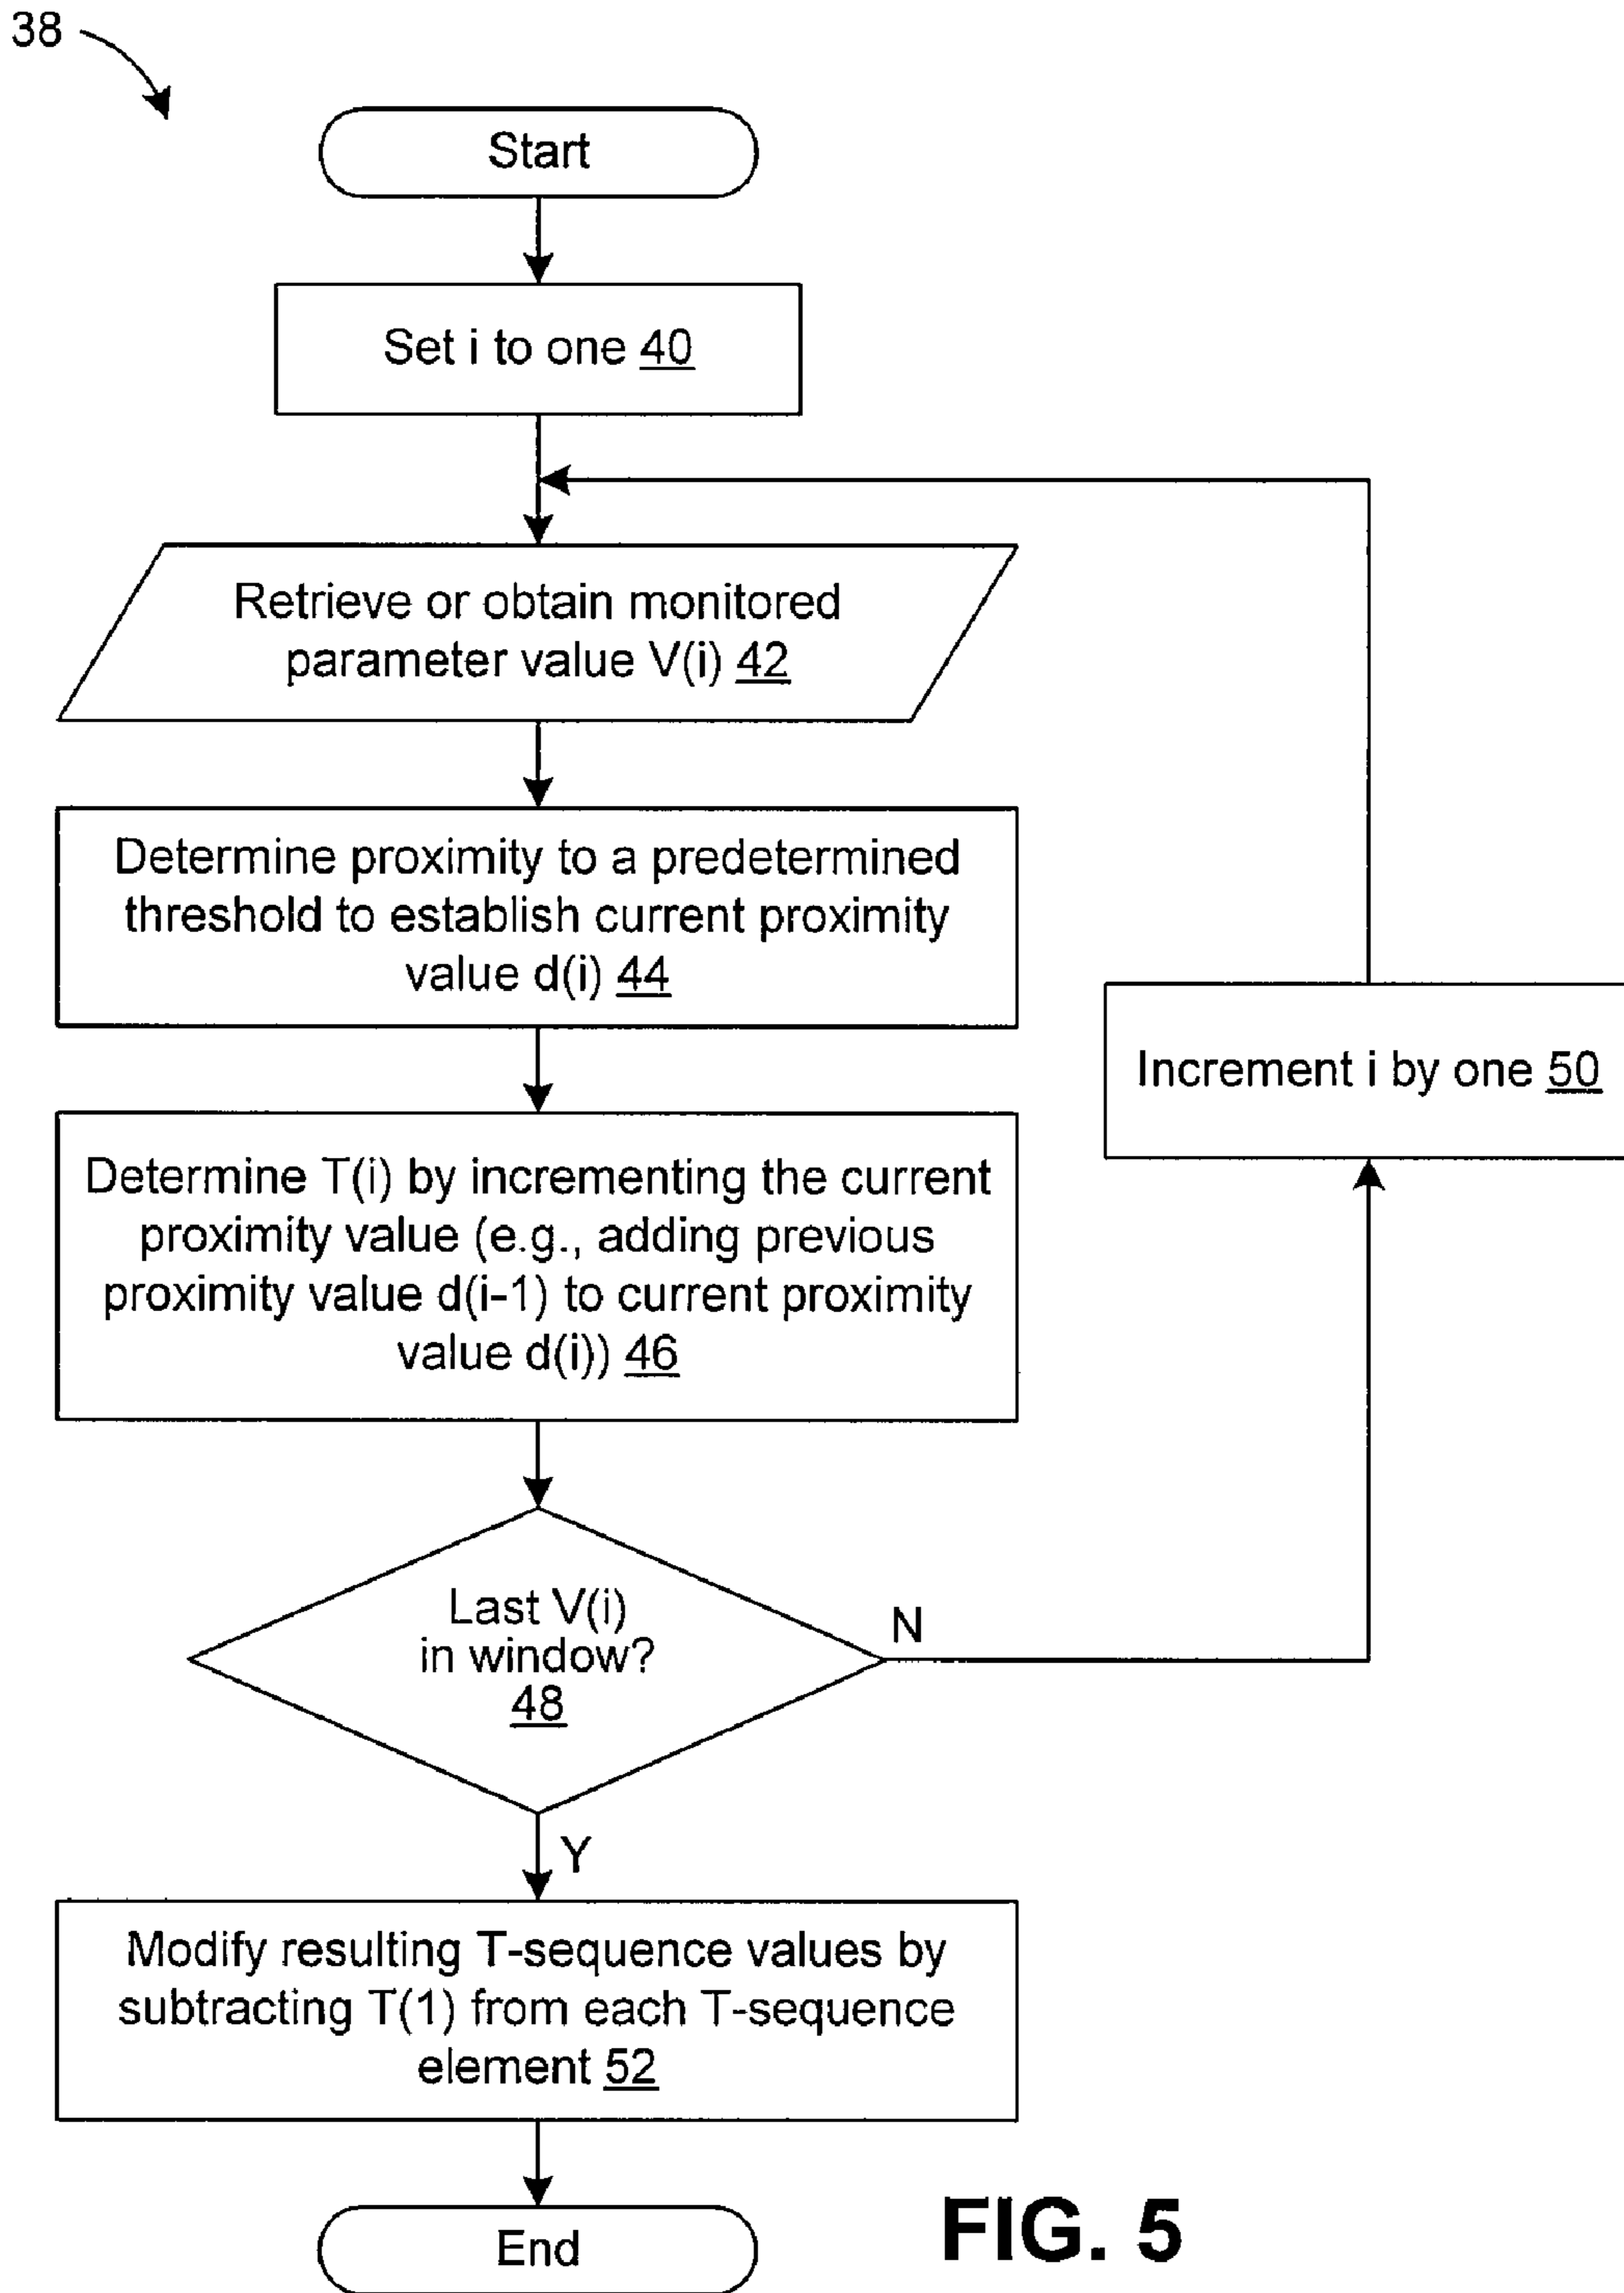 38
Start
Set i to one 40
Retrieve or obtain monitored
parameter value V(i) 42
Determine proximity to a predetermined
threshold to establish current proximity
value d(i) 44
Increment i by one 50
Determine T(i) by incrementing the current
proximity value (e.g., adding previous
proximity value d(i-1) to current proximity
value d(i)) 46
Last V(i)
in window?
48
N
Y
Modify resulting T-sequence values by
subtracting T(1) from each T-sequence
element 52
End
FIG. 5